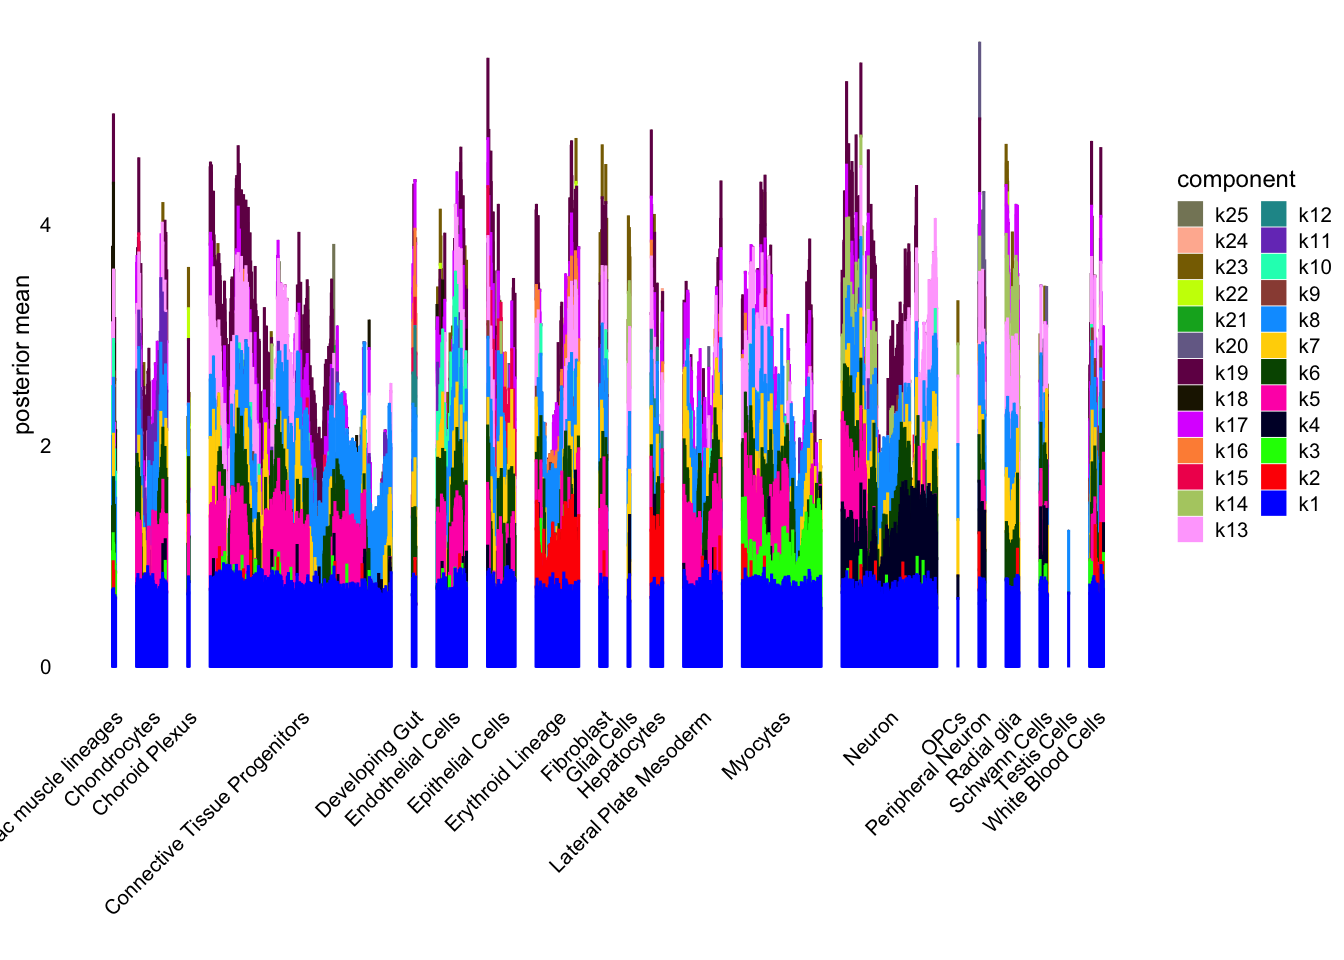 posterior mean
4
2
0
ac muscle lineages
Chondrocytes
Choroid Plexus
Connective Tissue Progenitors
Developing Gut
Endothelial Cells
Epithelial Cells
Erythroid Lineage
Fibroblast
Glial Cells
Hepatocytes
Lateral Plate Mesoderm
Myocytes
Neuron
OPCs
Peripheral Neuron
Radial glia
Schwann Cells
Testis Cells
White Blood Cells
component
k25 k12
k24 k11
k23 k10
k22 k9
k21 k8
k20 k7
k19 k6
k18 k5
k17 k4
k16 k3
k15 k2
k14 k1
k13